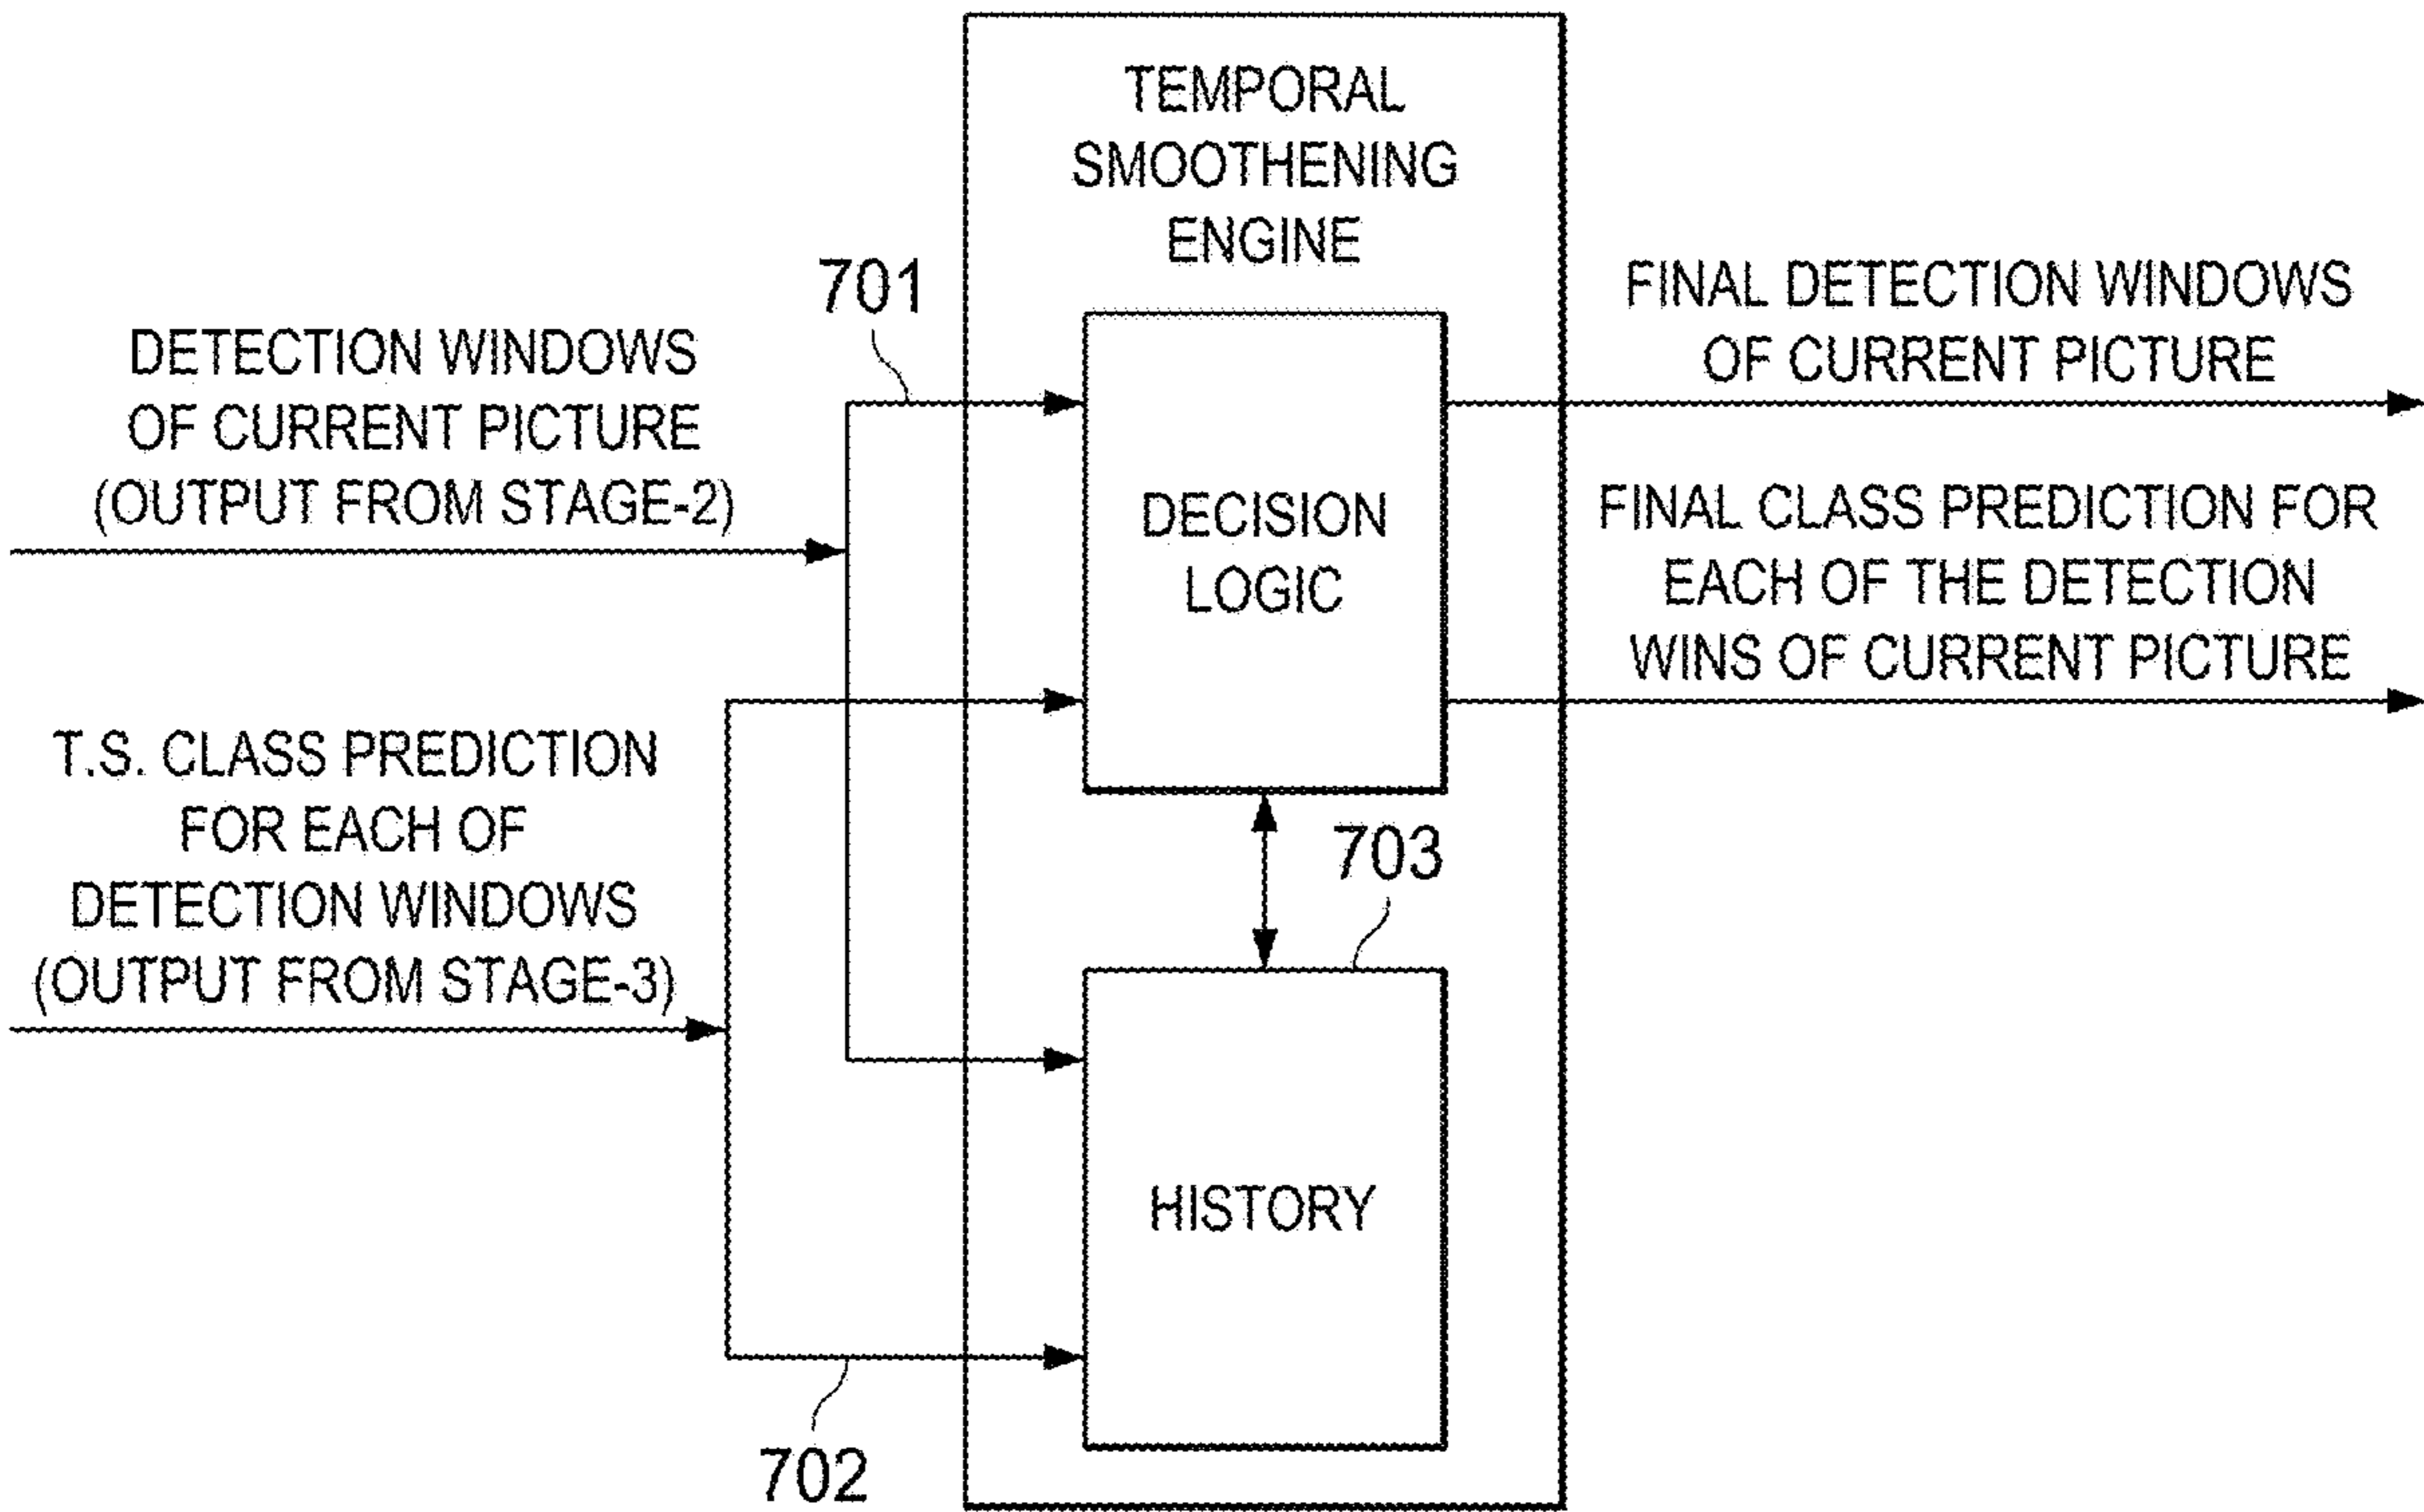 TEMPORAL
SMOOTHENING
ENGINE
701
DETECTION WINDOWS
OF CURRENT PICTURE
(OUTPUT FROM STAGE-2)
DECISION
LOGIC
FINAL DETECTION WINDOWS
OF CURRENT PICTURE
FINAL CLASS PREDICTION FOR
EACH OF THE DETECTION
WINS OF CURRENT PICTURE
T.S. CLASS PREDICTION
FOR EACH OF
DETECTION WINDOWS
(OUTPUT FROM STAGE-3)
703
HISTORY
702